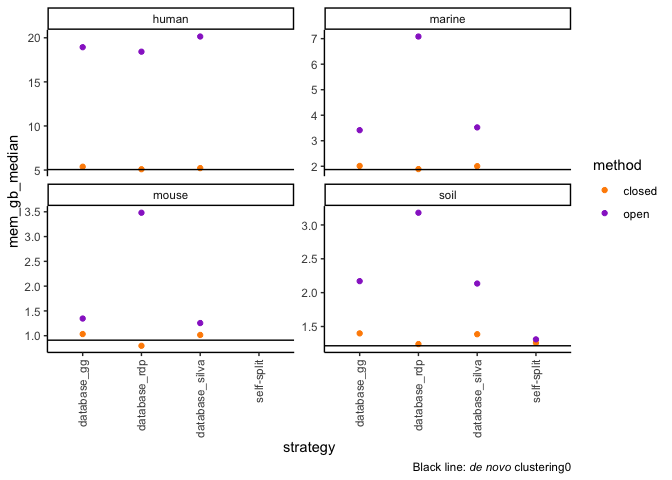 human
marine
20
15
10
5
7
6
5
4
3
2
mem_gb_median
method
closed
open
mouse
soil
3.5
3.0
2.5
2.0
1.5
1.0
3.0
2.5
2.0
1.5
database_gg
database_rdp
database_silva
self-split
database_gg
database_rdp
database_silva
self-split
strategy
Black line: de novo clustering0